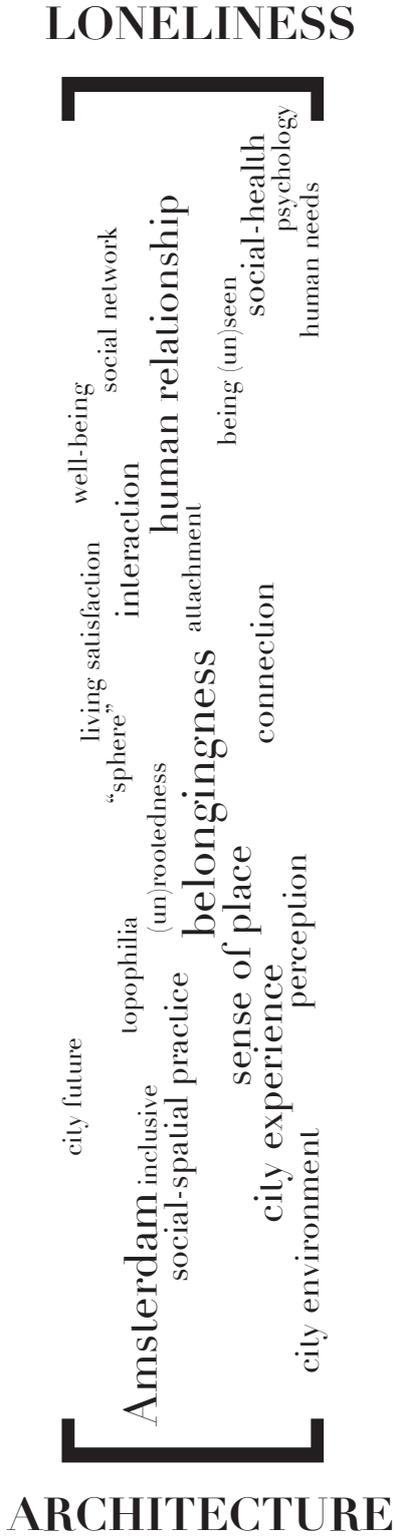 LONELINESS
psychology
social-health
human needs
human relationship
social network
being (un)seen
well-being
interaction
attachment
living satisfaction
connection
belongingness
“sphere”
(un)rootedness
sense of place
perception
topophilia
city experience
social-spatial practice
city future
inclusive
city environment
Amsterdam
ARCHITECTURE